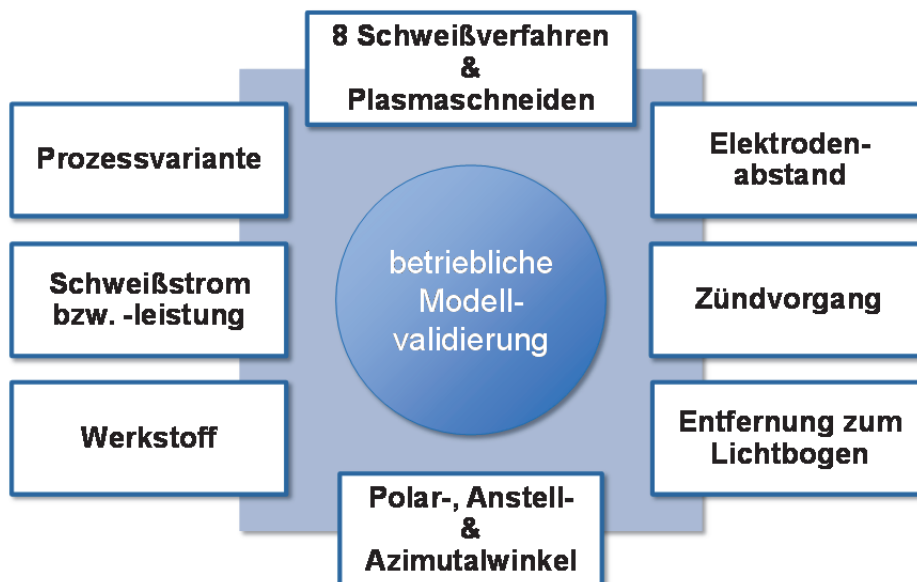 8 Schweißverfahren
&
Plasmaschneiden
Prozessvariante
Elektroden-
abstand
Schweißstrom
bzw. -leistung
betriebliche
Modell-
validierung
Zündvorgang
Werkstoff
Entfernung zum
Lichtbogen
Polar-, Anstell-
&
Azimutalwinkel